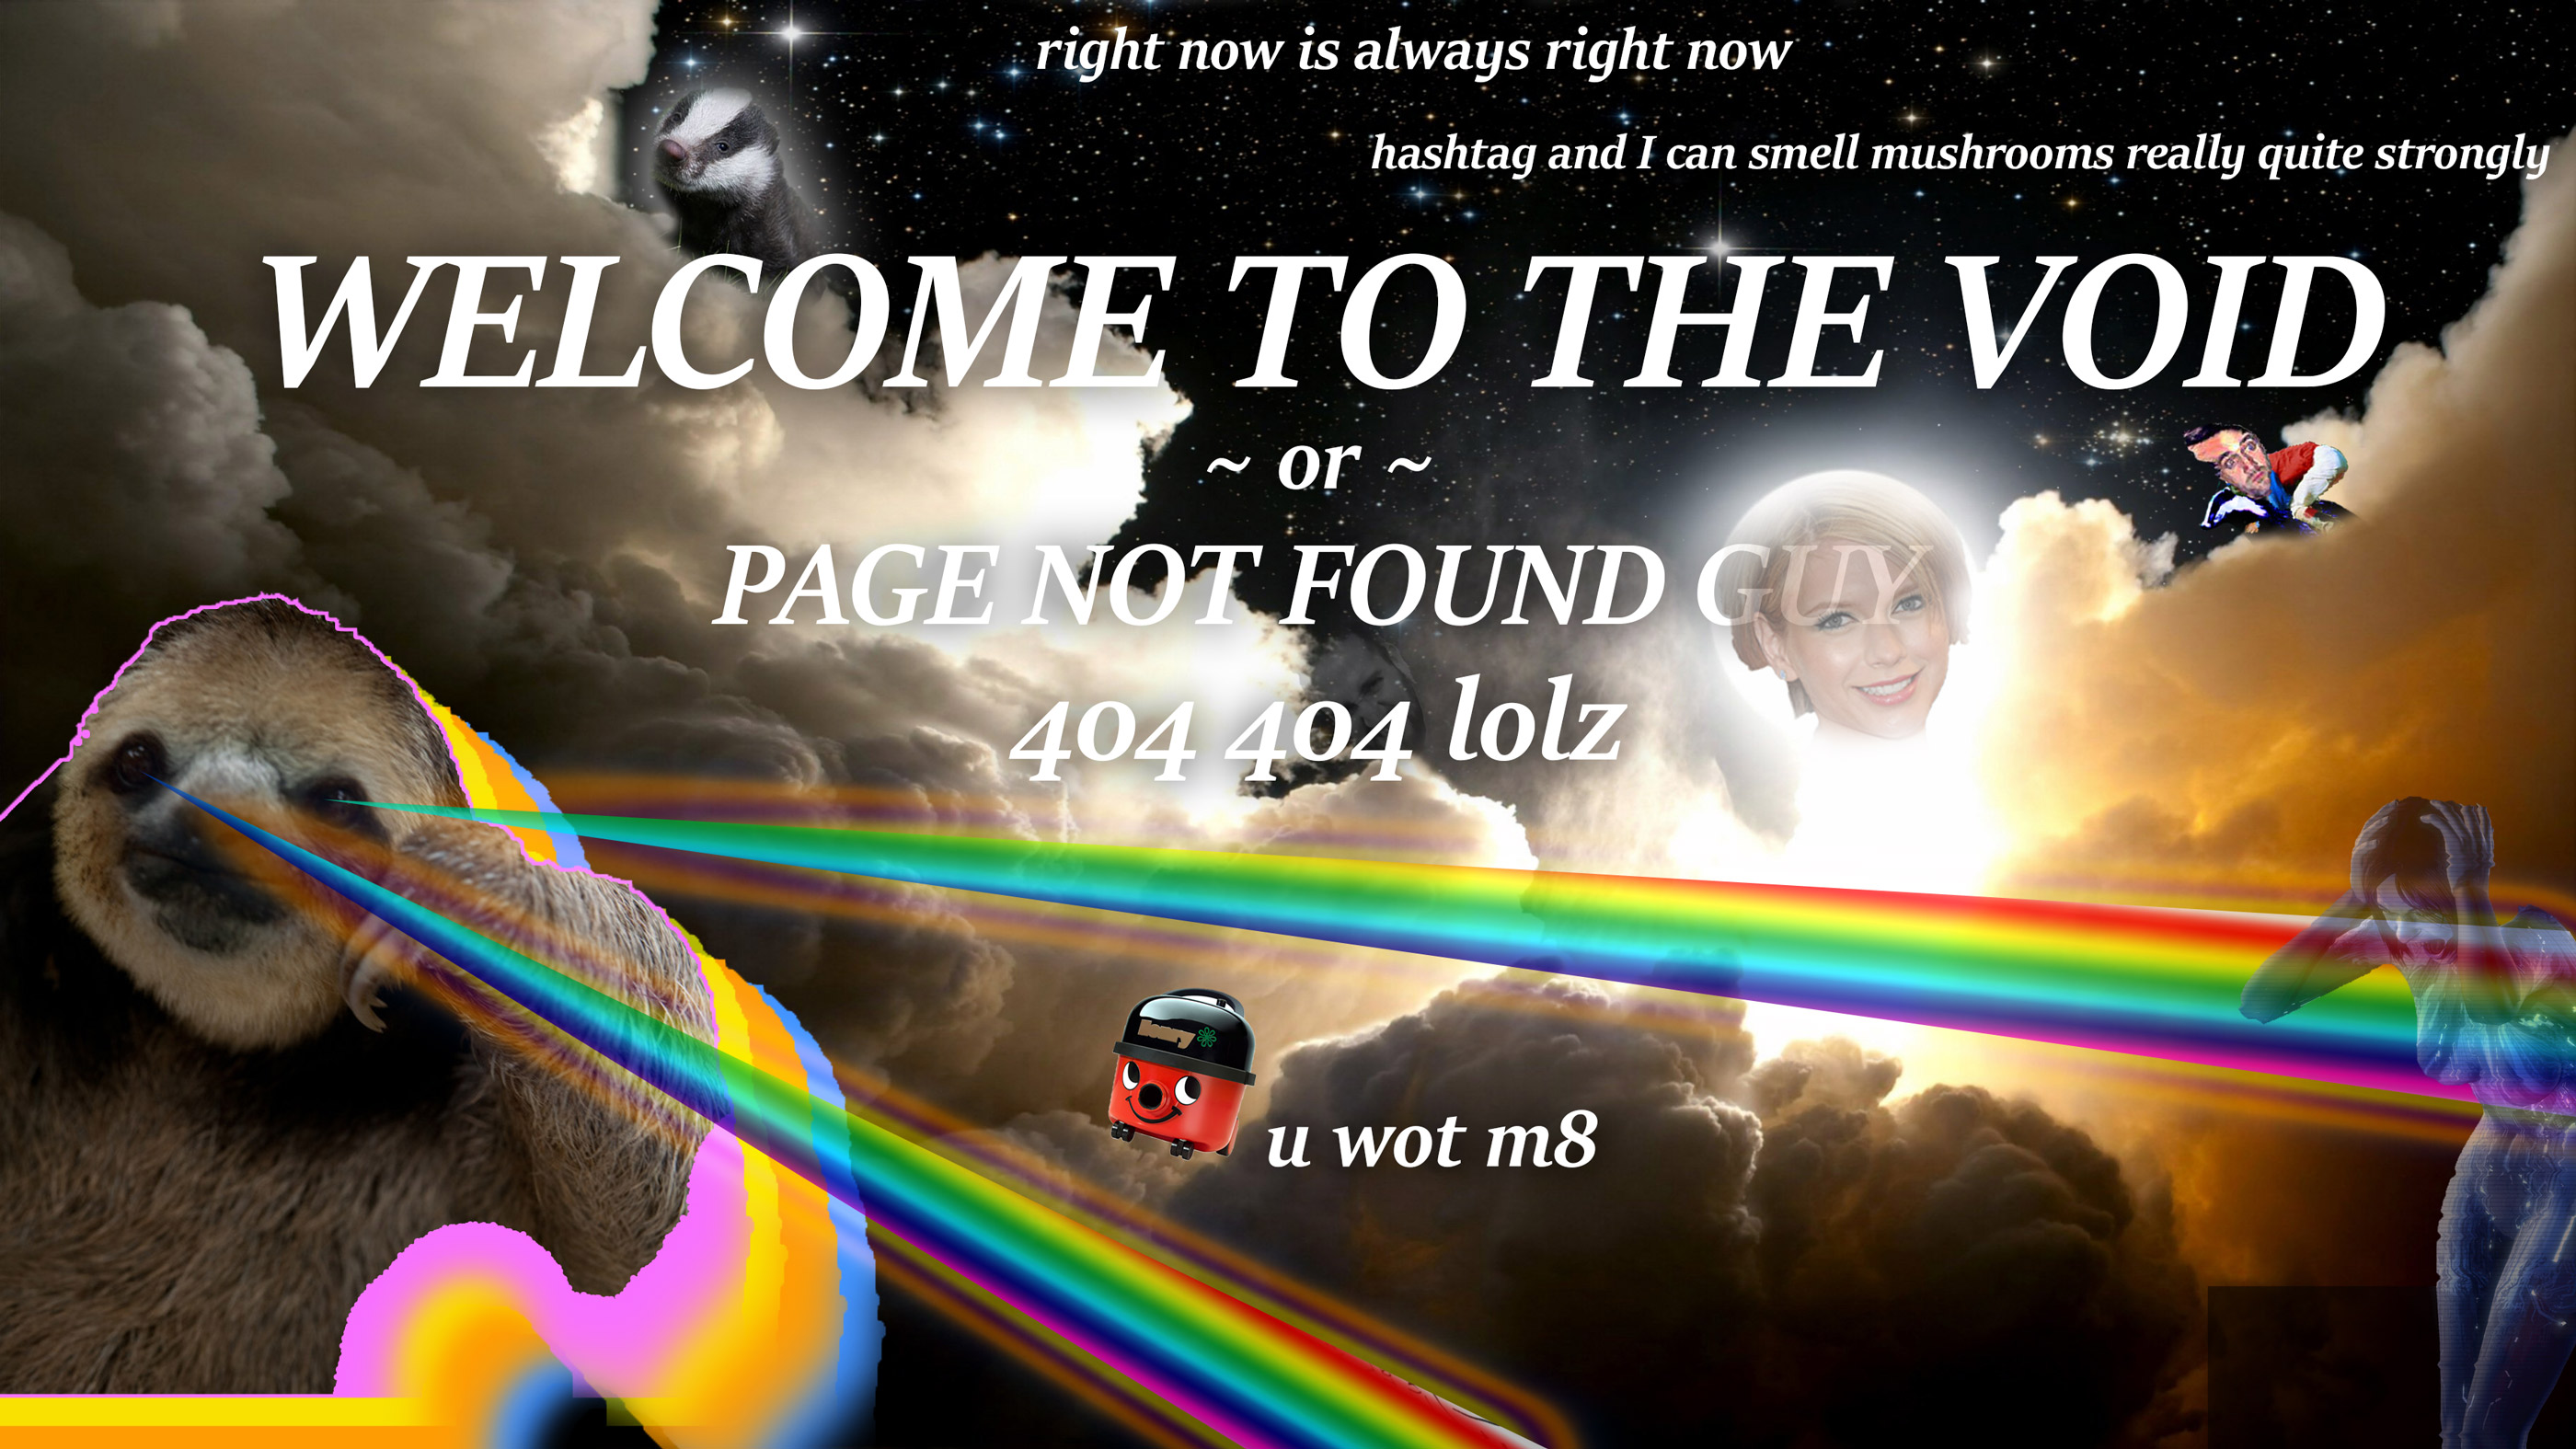 right now is always right now
hashtag and I can smell mushrooms really quite strongly
WELCOME TO THE VOID
~ or ~
PAGE NOT FOUND GUY
404 404 lolz
Henry
u wot m8